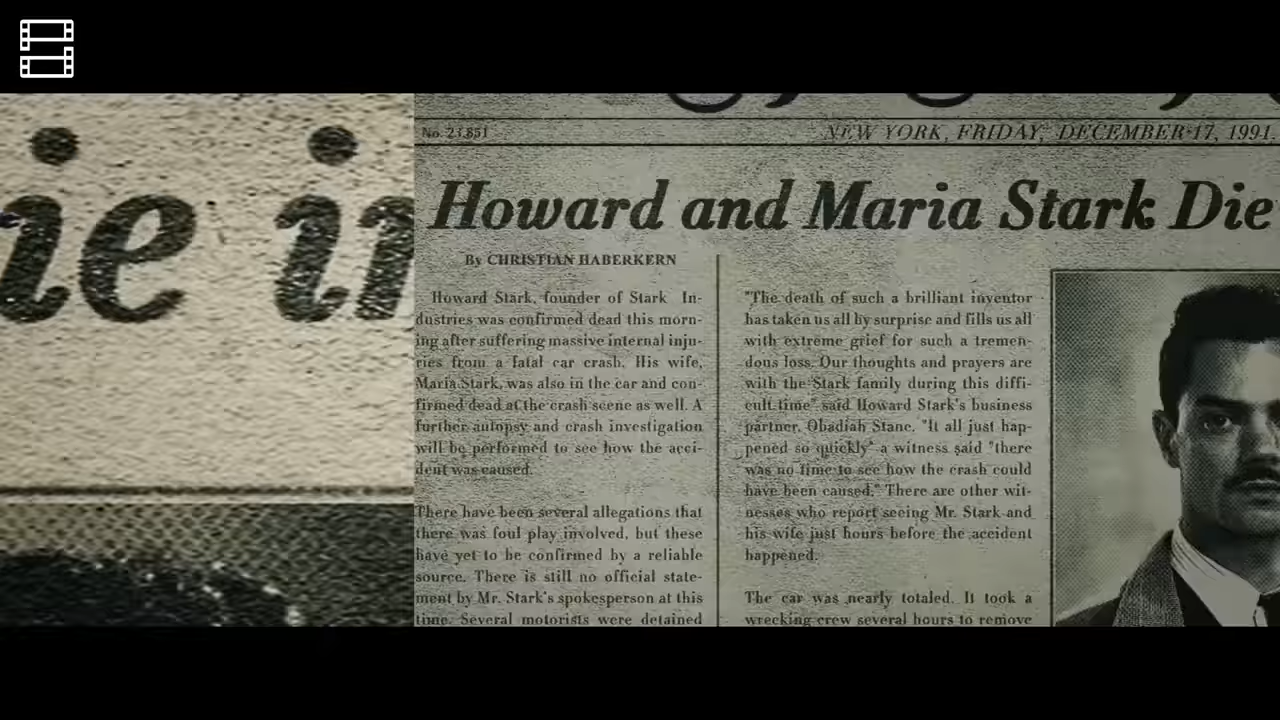 ie in
No. 23,851
NEW YORK, FRIDAY, DECEMBER 17, 1991.
Howard and Maria Stark Die
By CHRISTIAN HABERKERN
Howard Stark, founder of Stark In-
dustries was confirmed dead this morn-
ing after suffering massive internal inju-
ries from a fatal car crash. His wife,
Maria Stark, was also in the car and con-
firmed dead at the crash scene as well. A
further autopsy and crash investigation
will be performed to see how the acci-
dent was caused.
There have been several allegations that
there was foul play involved, but these
have yet to be confirmed by a reliable
source. There is still no official state-
ment by Mr. Stark's spokesperson at this
time. Several motorists were detained
"The death of such a brilliant inventor
has taken us all by surprise and fills us all
with extreme grief for such a tremen-
dous loss. Our thoughts and prayers are
with the Stark family during this diffi-
cult time" said Howard Stark's business
partner, Obadiah Stane. "It all just hap-
pened so quickly" a witness said "there
was no time to see how the crash could
have been caused." There are other wit-
nesses who report seeing Mr. Stark and
his wife just hours before the accident
happened.
The car was nearly totaled. It took a
wrecking crew several hours to remove